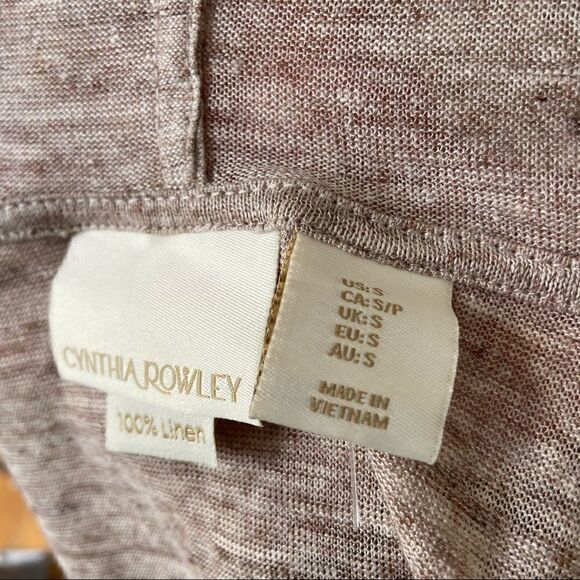 CYNTHIA ROWLEY
100% Linen
US: S
CA: S/P
UK: S
EU: S
AU: S
MADE IN
VIETNAM